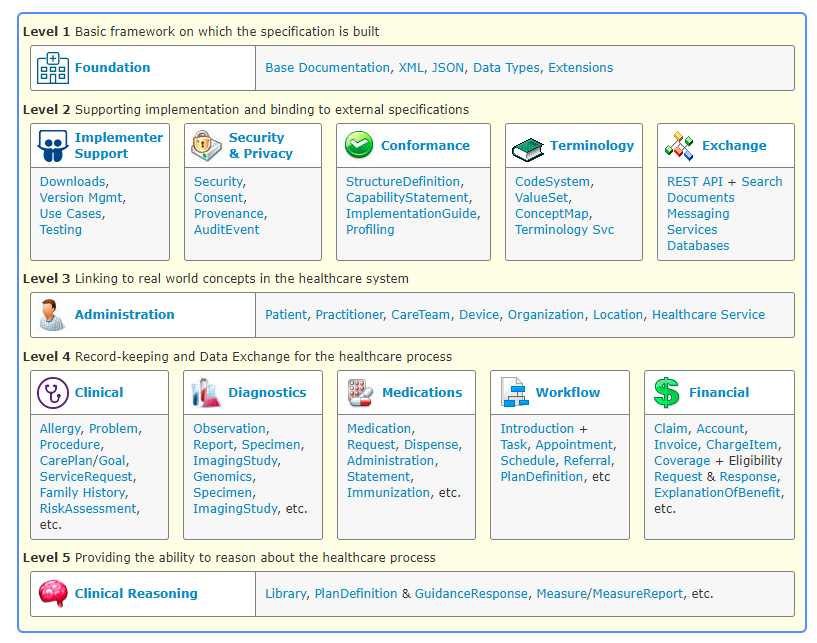 Level 1 Basic framework on which the specification is built
Foundation
Base Documentation, XML, JSON, Data Types, Extensions
Level 2 Supporting implementation and binding to external specifications
Implementer
Support
Downloads,
Version Mgmt,
Use Cases,
Testing
Security
& Privacy
Security,
Consent,
Provenance,
AuditEvent
Conformance
StructureDefinition,
CapabilityStatement,
ImplementationGuide,
Profiling
Terminology
CodeSystem,
ValueSet,
ConceptMap,
Terminology Svc
Exchange
REST API + Search
Documents
Messaging
Services
Databases
Level 3 Linking to real world concepts in the healthcare system
Administration
Patient, Practitioner, CareTeam, Device, Organization, Location, Healthcare Service
Level 4 Record-keeping and Data Exchange for the healthcare process
Clinical
Allergy, Problem,
Procedure,
CarePlan/Goal,
ServiceRequest,
Family History,
RiskAssessment,
etc.
Diagnostics
Observation,
Report, Specimen,
ImagingStudy,
Genomics,
Specimen,
ImagingStudy, etc.
Medications
Medication,
Request, Dispense,
Administration,
Statement,
Immunization, etc.
Workflow
Introduction +
Task, Appointment,
Schedule, Referral,
PlanDefinition, etc
Financial
Claim, Account,
Invoice, ChargeItem,
Coverage + Eligibility
Request & Response,
ExplanationOfBenefit,
etc.
Level 5 Providing the ability to reason about the healthcare process
Clinical Reasoning
Library, PlanDefinition & GuidanceResponse, Measure/MeasureReport, etc.